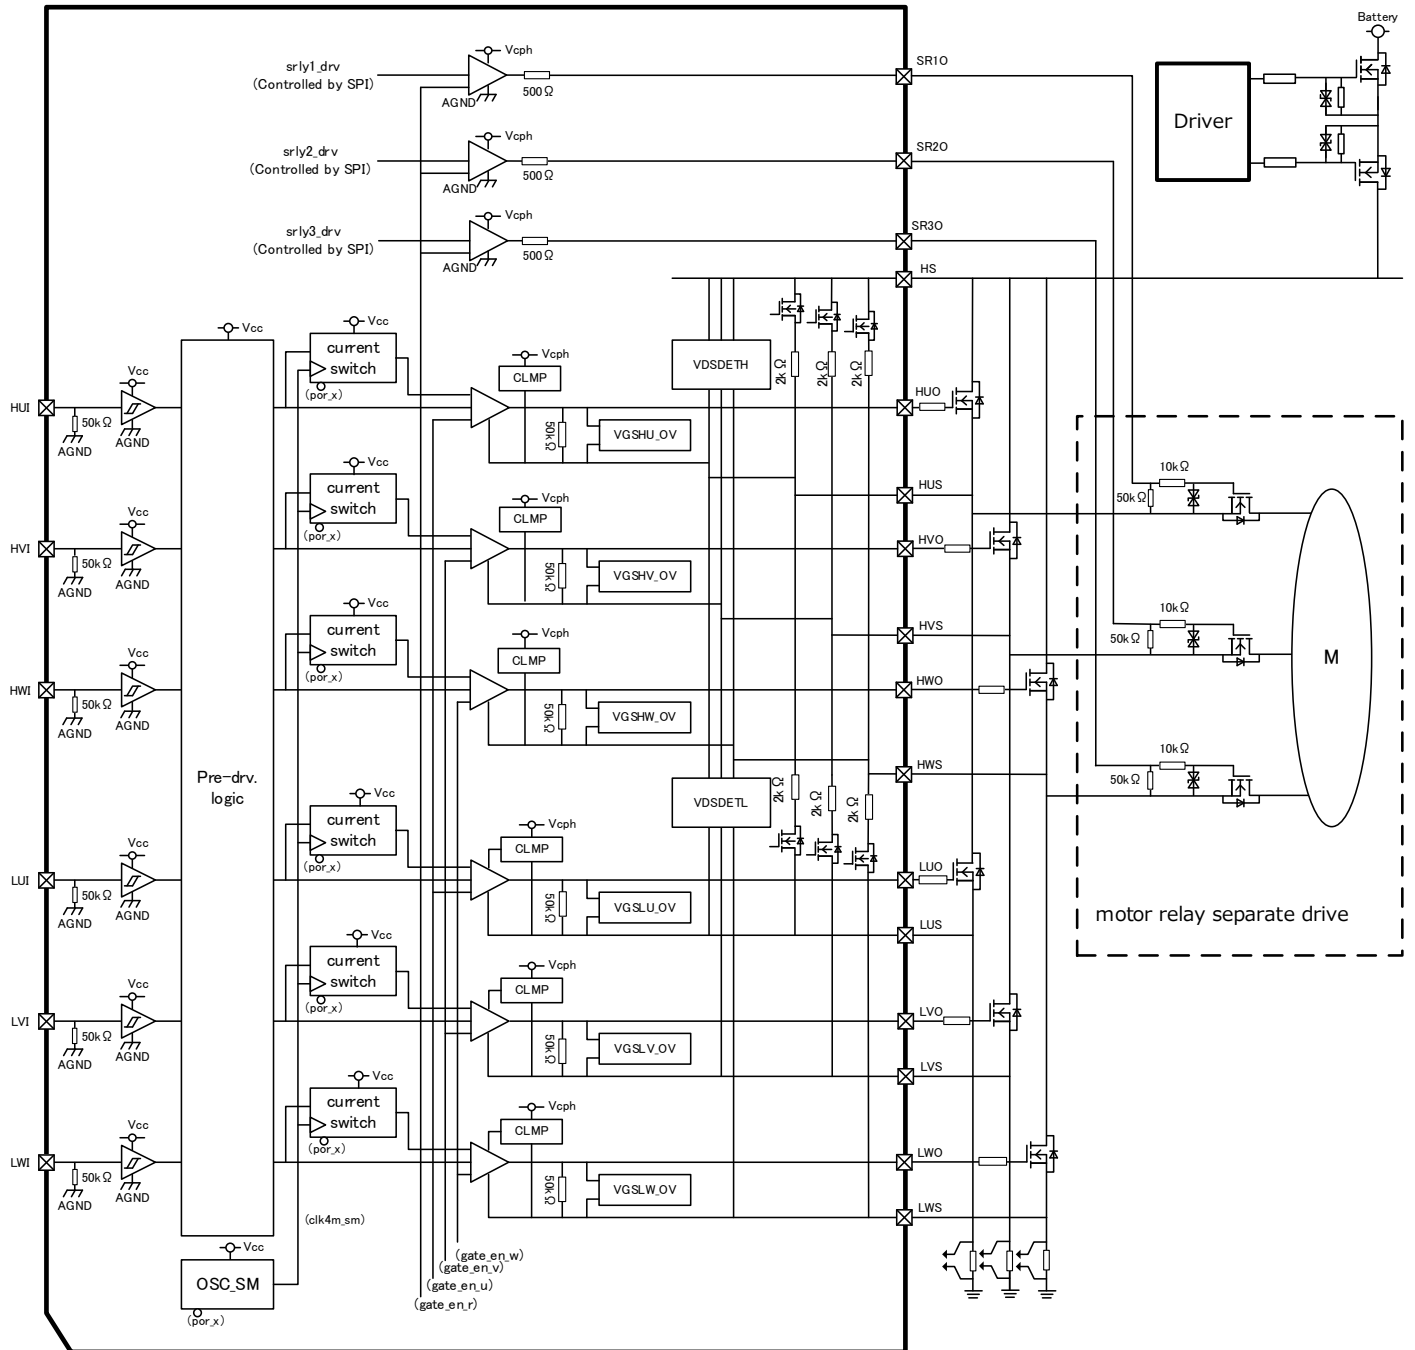 Battery
Vcph
srly1_drv
(Controlled by SPI)
AGND
500Ω
SR1O
Driver
Vcph
srly2_drv
(Controlled by SPI)
AGND
500Ω
SR2O
Vcph
srly3_drv
(Controlled by SPI)
AGND
500Ω
SR3O
HS
Vcc
Vcc
current
switch
(por_x)
Vcph
CLMP
VDSDETH
2kΩ
2kΩ
2kΩ
Vcc
HUI
50kΩ
AGND
AGND
50kΩ
VGSHU_OV
HUO
HUS
Vcc
current
switch
(por_x)
Vcph
CLMP
Vcc
HVI
50kΩ
AGND
AGND
50kΩ
VGSHV_OV
HVO
HVS
10kΩ
50kΩ
Vcc
current
switch
(por_x)
Vcph
CLMP
Vcc
HWI
50kΩ
AGND
AGND
50kΩ
VGSHW_OV
HWO
HWS
10kΩ
50kΩ
M
10kΩ
50kΩ
Pre-drv.
logic
VDSDETL
2kΩ
2kΩ
2kΩ
Vcc
current
switch
(por_x)
Vcph
CLMP
Vcc
LUI
50kΩ
AGND
AGND
50kΩ
VGSLU_OV
LUO
LUS
motor relay separate drive
Vcc
current
switch
(por_x)
Vcph
CLMP
Vcc
LVI
50kΩ
AGND
AGND
50kΩ
VGSLV_OV
LVO
LVS
Vcc
current
switch
(por_x)
Vcph
CLMP
Vcc
LWI
50kΩ
AGND
AGND
50kΩ
VGSLW_OV
LWO
LWS
(clk4m_sm)
Vcc
OSC_SM
(por_x)
(gate_en_w)
(gate_en_v)
(gate_en_u)
(gate_en_r)